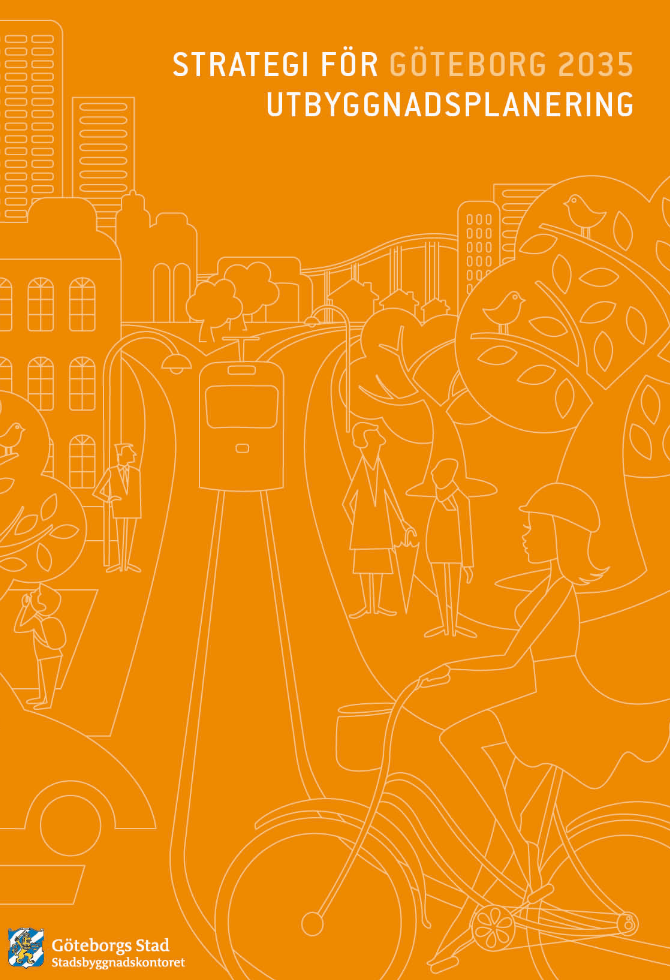 STRATEGI FÖR GÖTEBORG 2035
UTBYGGNADSPLANERING
Göteborgs Stad
Stadsbyggnadskontoret